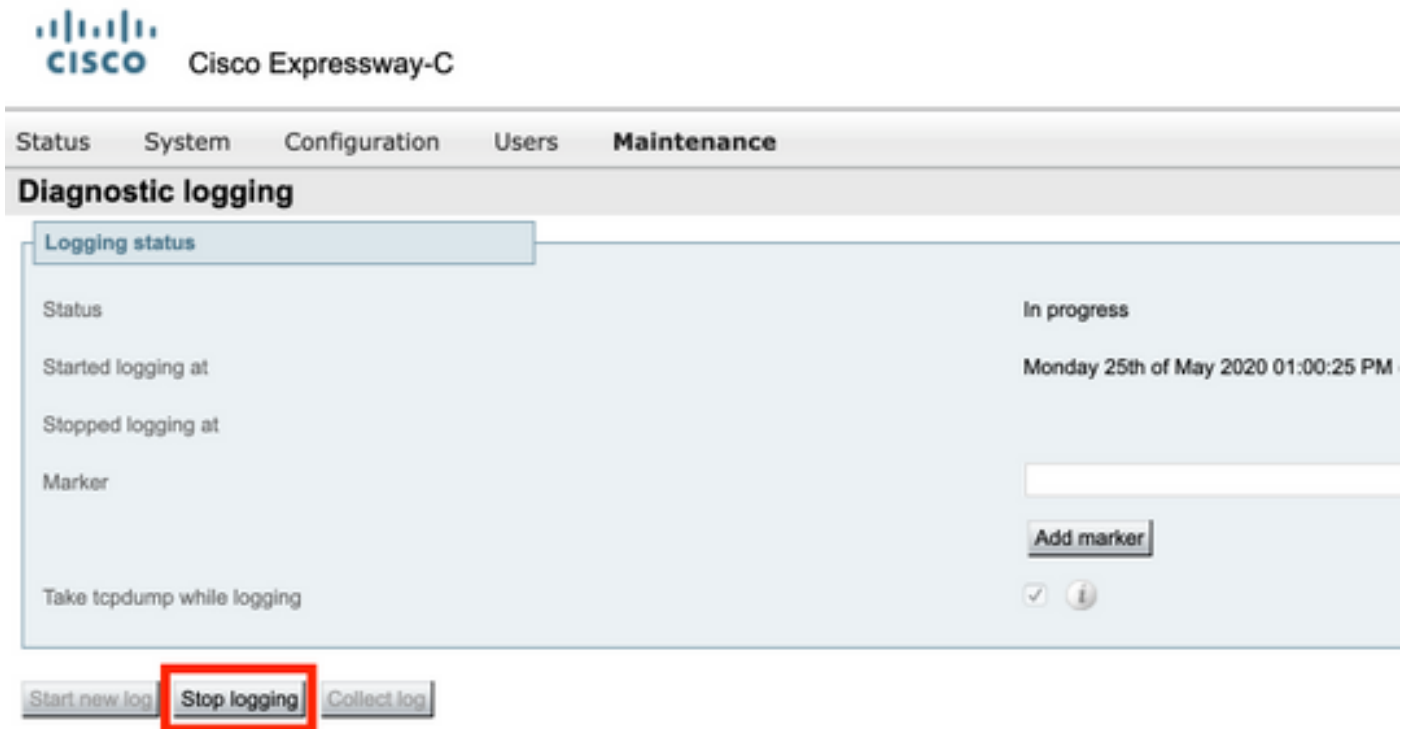 CISCO Cisco Expressway-C
Status System Configuration Users Maintenance
Diagnostic logging
Logging status
Status In progress
Started logging at Monday 25th of May 2020 01:00:25 PM
Stopped logging at
Marker
Add marker
Take tcpdump while logging i
Start new log Stop logging Collect log